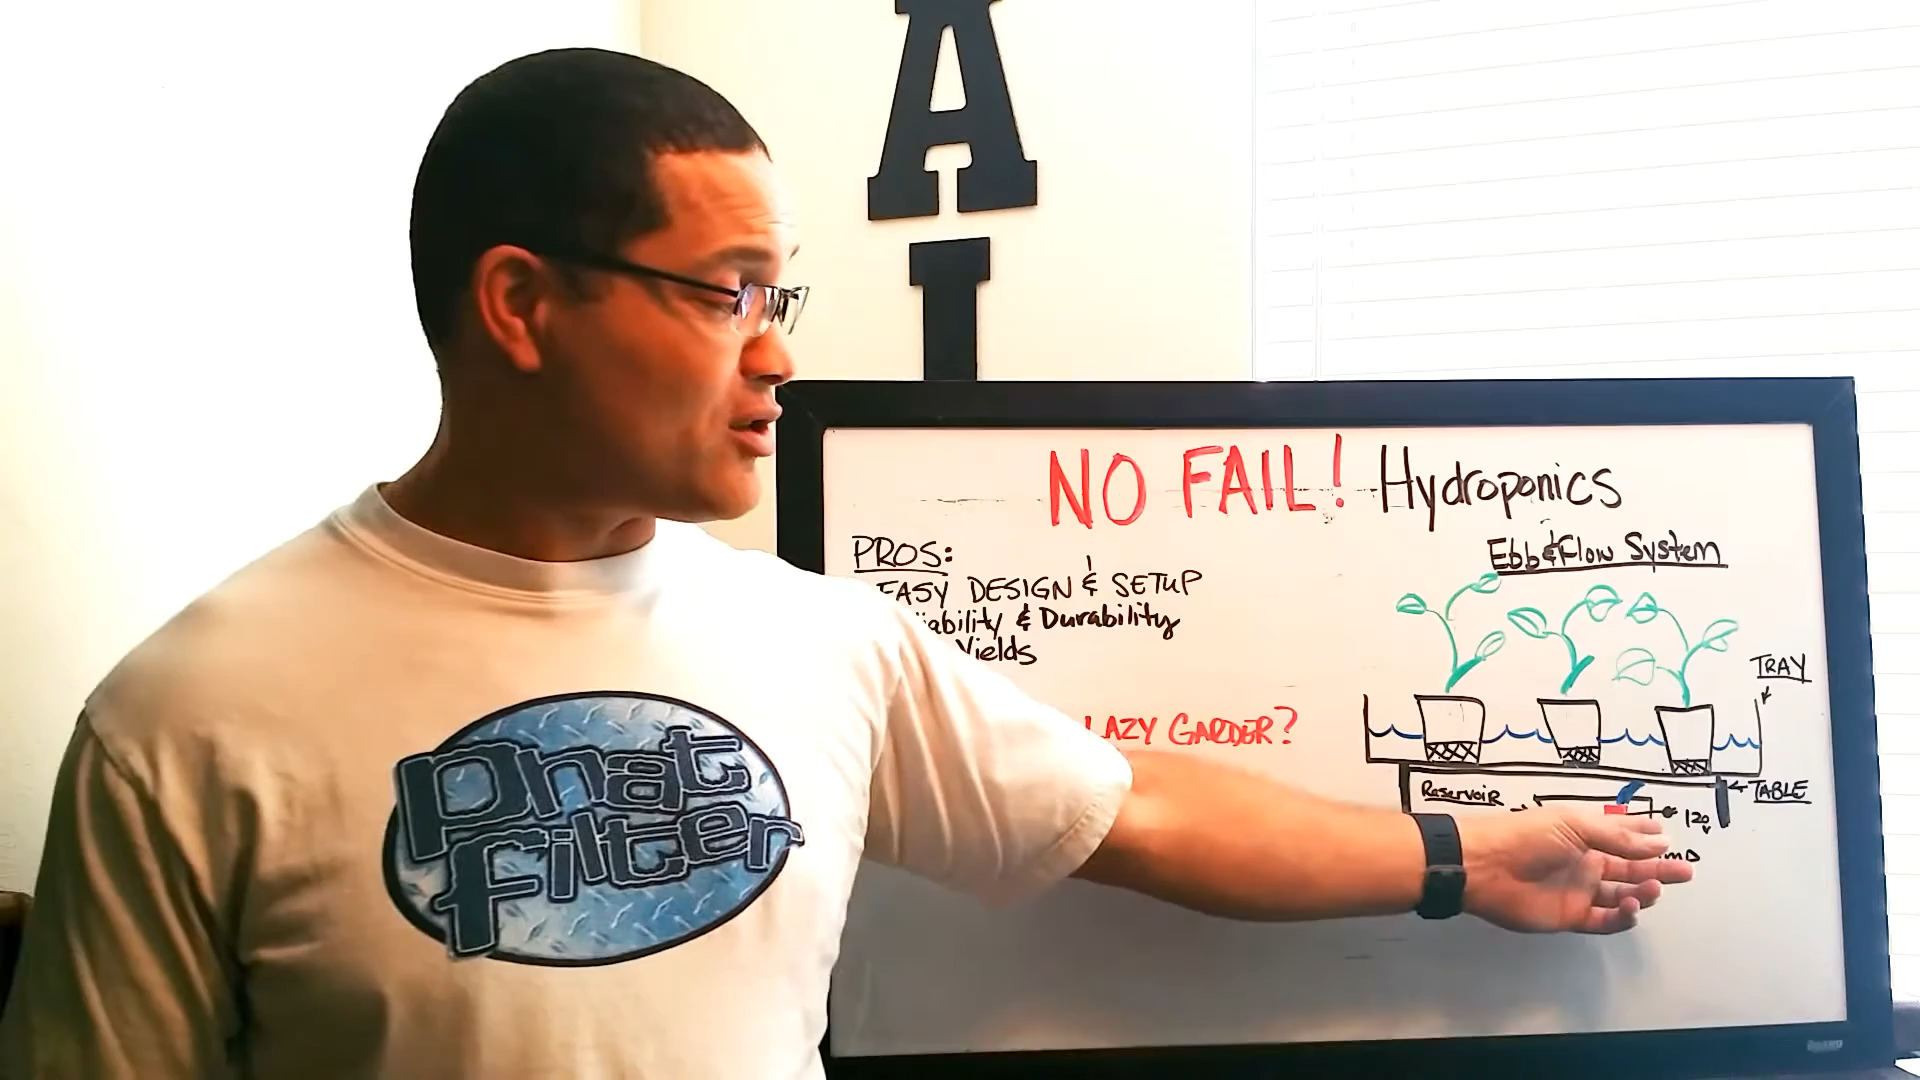 A
NO FAIL! Hydroponics
PROS:
EASY DESIGN & SETUP
& Durability
Yields
LAZY GARDER?
Ebb & Flow System
TRAY
TABLE
Reservoir
120v
Phat
filter